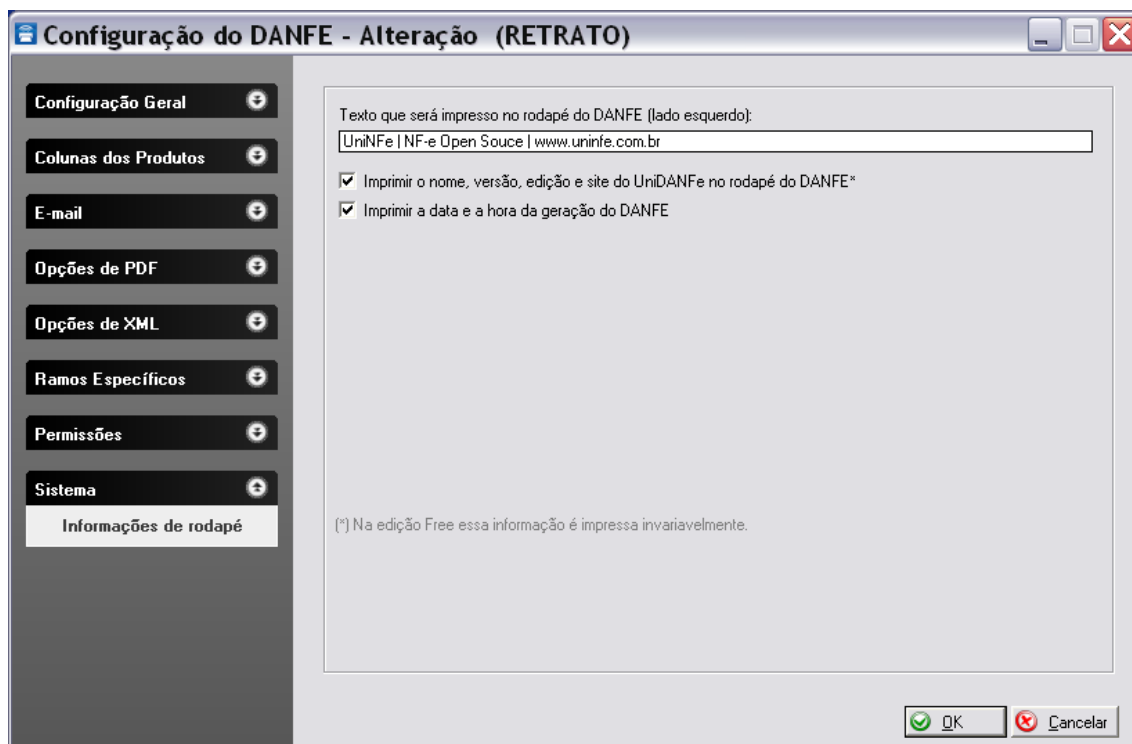 Configuração do DANFE - Alteração (RETRATO)
Configuração Geral
Colunas dos Produtos
E-mail
Opções de PDF
Opções de XML
Ramos Específicos
Permissões
Sistema
Informações de rodapé
Texto que será impresso no rodapé do DANFE (lado esquerdo):
UniNFe | NF-e Open Souce | www.uninfe.com.br
Imprimir o nome, versão, edição e site do UniDANFe no rodapé do DANFE*
Imprimir a data e a hora da geração do DANFE
(*) Na edição Free essa informação é impressa invariavelmente.
OK
Cancelar